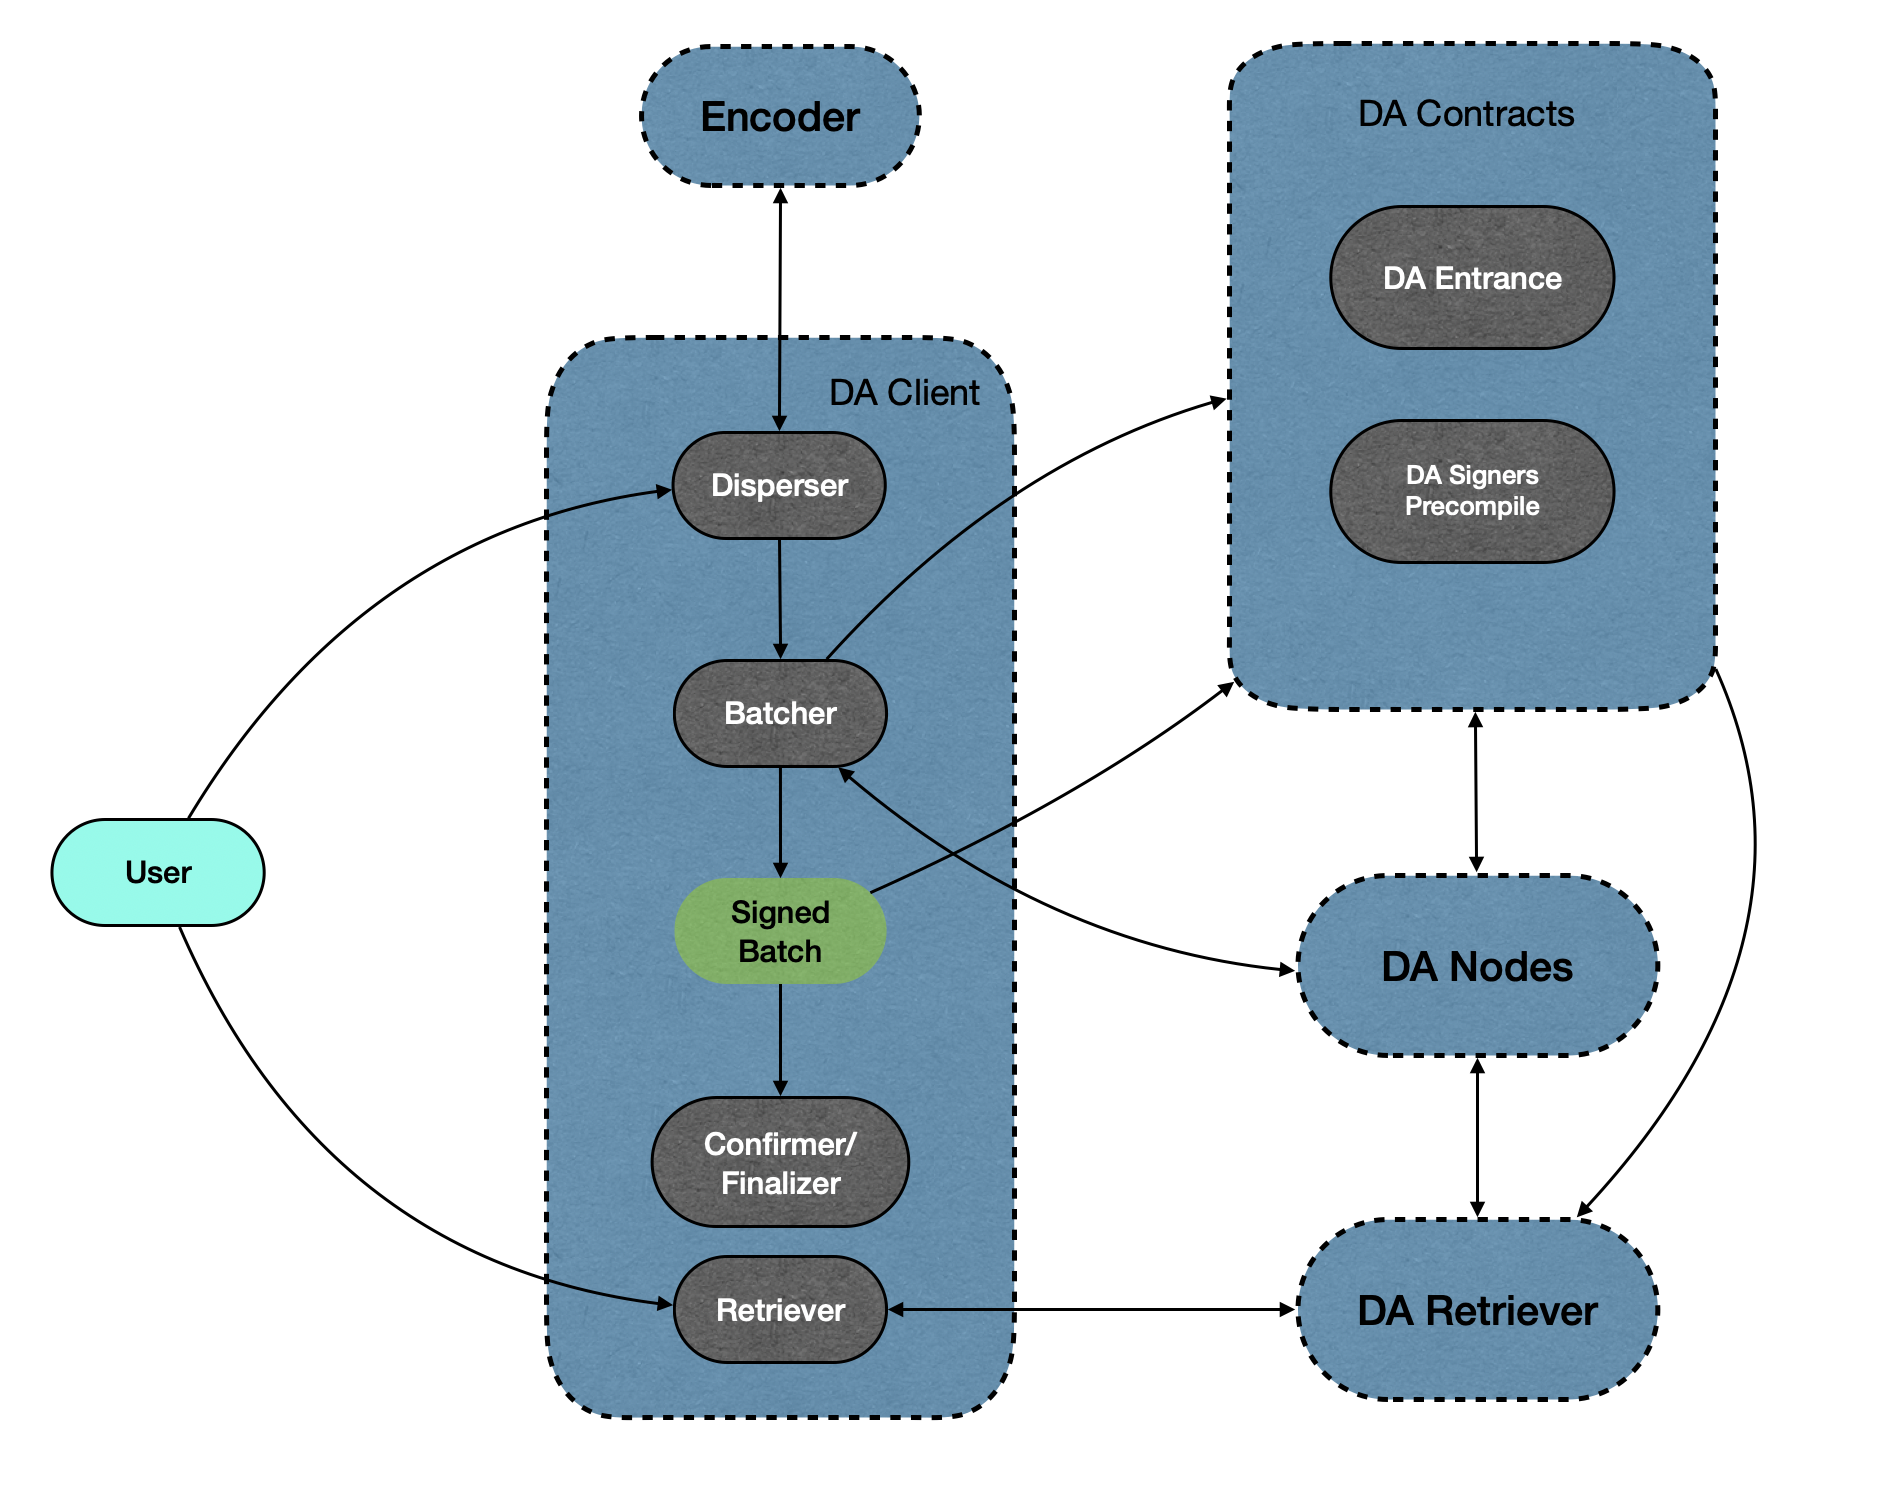 Encoder
DA Contracts
DA Entrance
DA Client
Disperser
DA Signers
Precompile
Batcher
User
Signed
Batch
DA Nodes
Confirmer/
Finalizer
Retriever
DA Retriever